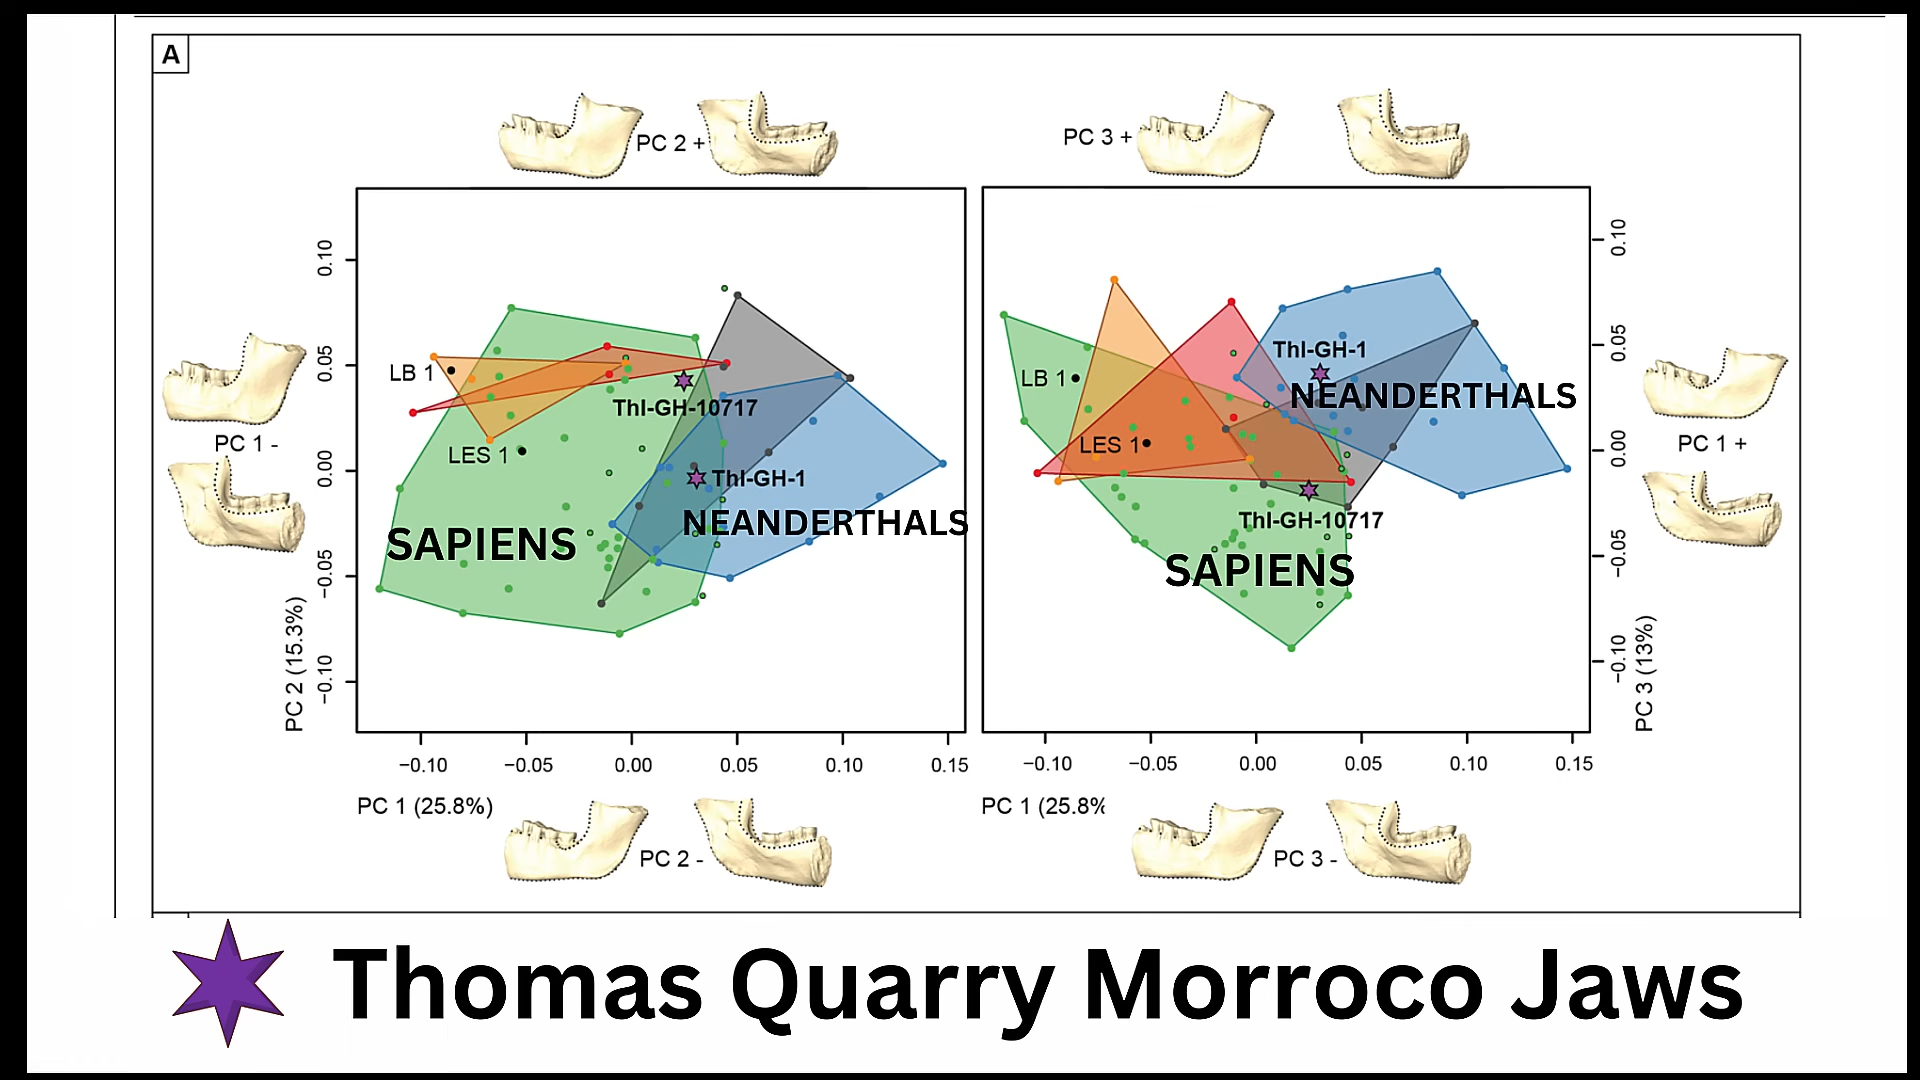 A
PC 2 +
PC 3 +
0.10
0.05
0.00
−0.05
−0.10
PC 2 (15.3%)
PC 1 -
LB 1
LES 1
ThI-GH-10717
ThI-GH-1
SAPIENS
NEANDERTHALS
−0.10
−0.05
0.00
0.05
0.10
0.15
PC 1 (25.8%)
PC 2 -
LB 1
LES 1
ThI-GH-1
NEANDERTHALS
ThI-GH-10717
SAPIENS
0.10
0.05
0.00
−0.05
−0.10
PC 3 (13%)
PC 1 +
−0.10
−0.05
0.00
0.05
0.10
0.15
PC 1 (25.8%
PC 3 -
Thomas Quarry Morroco Jaws